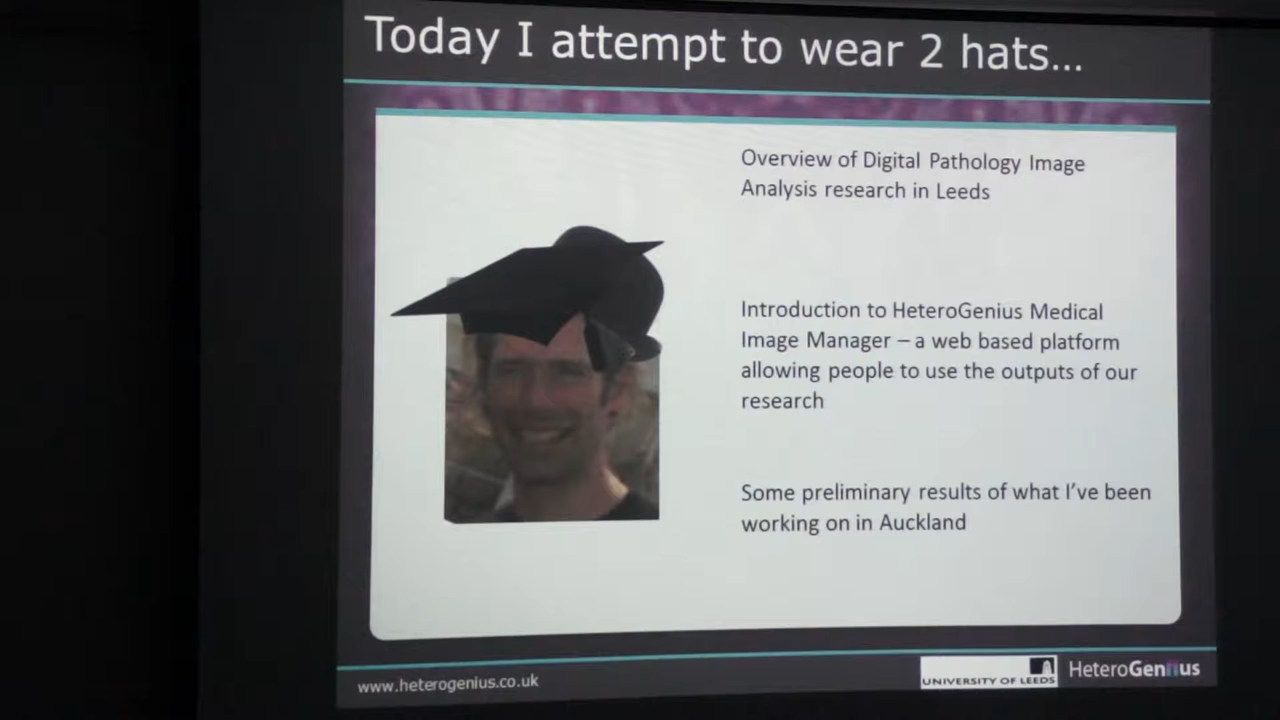 Today I attempt to wear 2 hats...
Overview of Digital Pathology Image
Analysis research in Leeds
Introduction to HeteroGenius Medical
Image Manager – a web based platform
allowing people to use the outputs of our
research
Some preliminary results of what I've been
working on in Auckland
www.heterogenius.co.uk
UNIVERSITY OF LEEDS
HeteroGenius